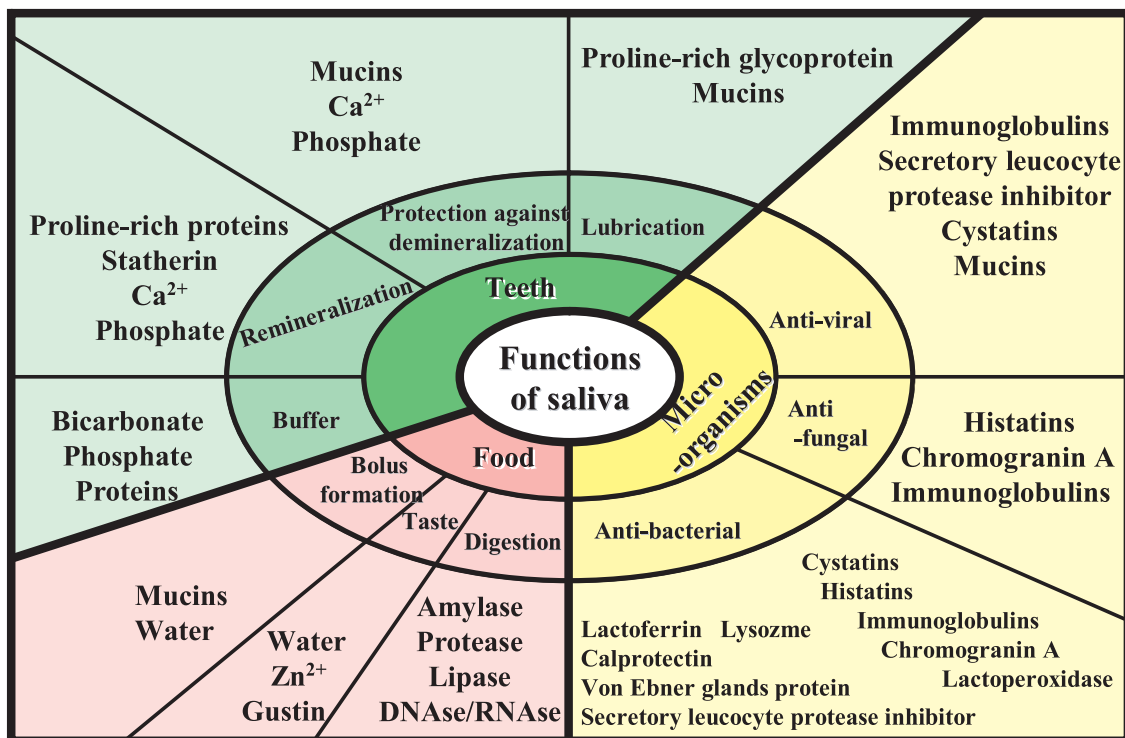 Functions
of saliva
Teeth
Protection against
demineralization
Mucins
Ca²⁺
Phosphate
Lubrication
Proline-rich glycoprotein
Mucins
Remineralization
Proline-rich proteins
Statherin
Ca²⁺
Phosphate
Buffer
Bicarbonate
Phosphate
Proteins
Micro
-organisms
Anti-viral
Immunoglobulins
Secretory leucocyte
protease inhibitor
Cystatins
Mucins
Anti
-fungal
Histatins
Chromogranin A
Immunoglobulins
Anti-bacterial
Cystatins
Histatins
Immunoglobulins
Chromogranin A
Lactoperoxidase
Lactoferrin Lysozme
Calprotectin
Von Ebner glands protein
Secretory leucocyte protease inhibitor
Food
Bolus
formation
Mucins
Water
Taste
Water
Zn²⁺
Gustin
Digestion
Amylase
Protease
Lipase
DNAse/RNAse